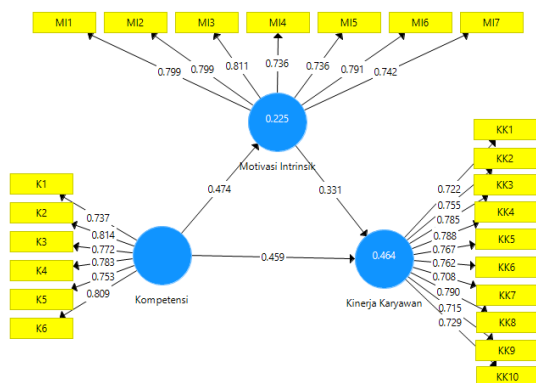 MI1 MI2 MI3 MI4 MI5 MI6 MI7
0.799 0.799 0.811 0.736 0.736 0.791 0.742
0.225
Motivasi Intrinsik
0.474
0.331
K1
K2
K3
K4
K5
K6
0.737
0.814
0.772
0.783
0.753
0.809
Kompetensi
0.459
0.464
Kinerja Karyawan
0.722
0.755
0.785
0.788
0.767
0.762
0.708
0.790
0.715
0.729
KK1
KK2
KK3
KK4
KK5
KK6
KK7
KK8
KK9
KK10